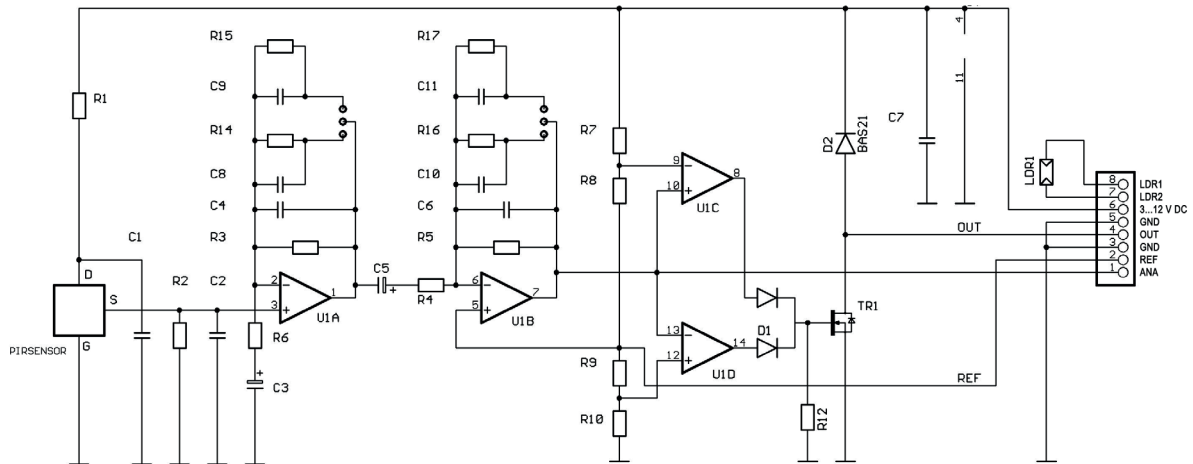 R15
R17
4
C9
C11
R1
R14
R16
R7
D2
BAS21
C7
11
LDR1
C8
C10
R8
9
8
10
U1C
8 LDR1
7 LDR2
6 3...12 V DC
5 GND
4 OUT
3 GND
2 REF
1 ANA
C4
C6
OUT
C1
R3
R5
D
R2
C2
C5
S
2
3
1
U1A
R4
6
5
7
U1B
PIRSENSOR
G
R6
C3
13
12
14
U1D
D1
TR1
R9
R10
R12
REF
+
+